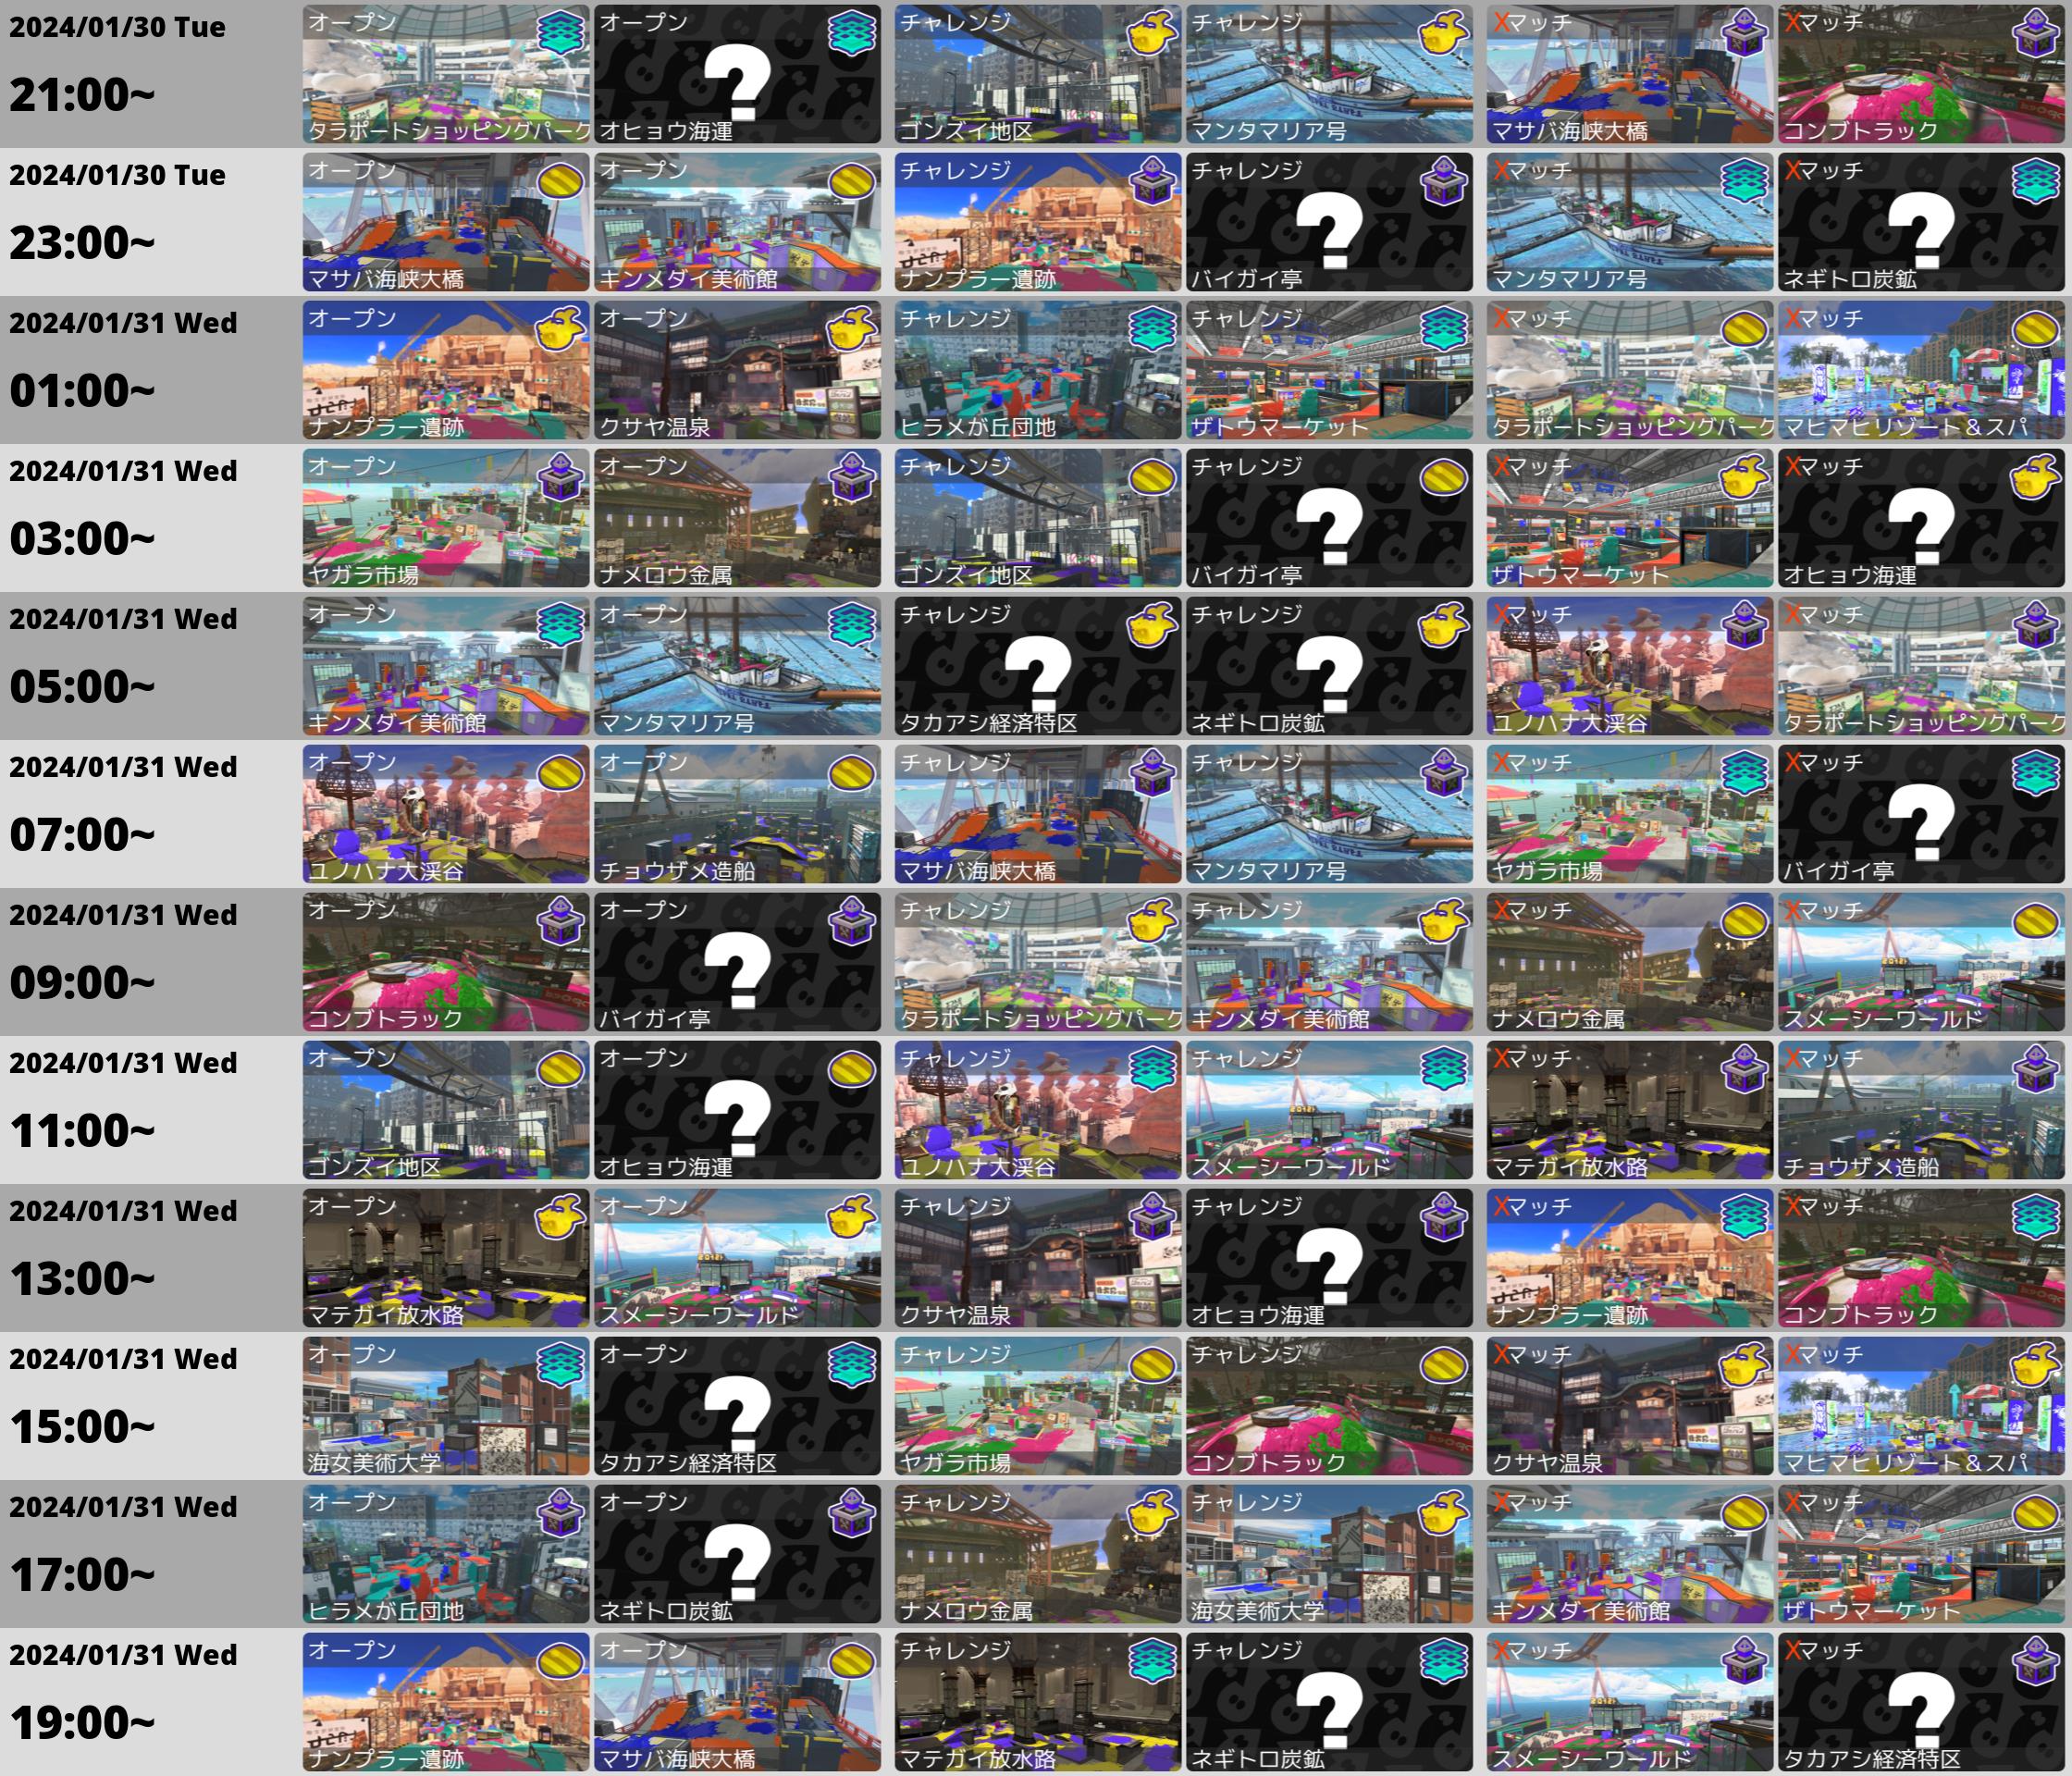 2024/01/30 Tue
21:00~
オープン
タラポートショッピングパーク
オープン
オヒョウ海運
チャレンジ
ゴンズイ地区
チャレンジ
マンタマリア号
Xマッチ
マサバ海峡大橋
Xマッチ
コンブトラック
2024/01/30 Tue
23:00~
オープン
マサバ海峡大橋
オープン
キンメダイ美術館
チャレンジ
ナンプラー遺跡
チャレンジ
バイガイ亭
Xマッチ
マンタマリア号
Xマッチ
ネギトロ炭鉱
2024/01/31 Wed
01:00~
オープン
ナンプラー遺跡
オープン
クサヤ温泉
チャレンジ
ヒラメが丘団地
チャレンジ
ザトウマーケット
Xマッチ
タラポートショッピングパーク
Xマッチ
マヒマヒリゾート&スパ
2024/01/31 Wed
03:00~
オープン
ヤガラ市場
オープン
ナメロウ金属
チャレンジ
ゴンズイ地区
チャレンジ
バイガイ亭
Xマッチ
ザトウマーケット
Xマッチ
オヒョウ海運
2024/01/31 Wed
05:00~
オープン
キンメダイ美術館
オープン
マンタマリア号
チャレンジ
タカアシ経済特区
チャレンジ
ネギトロ炭鉱
Xマッチ
ユノハナ大渓谷
Xマッチ
タラポートショッピングパーク
2024/01/31 Wed
07:00~
オープン
ユノハナ大渓谷
オープン
チョウザメ造船
チャレンジ
マサバ海峡大橋
チャレンジ
マンタマリア号
Xマッチ
ヤガラ市場
Xマッチ
バイガイ亭
2024/01/31 Wed
09:00~
オープン
コンブトラック
オープン
バイガイ亭
チャレンジ
タラポートショッピングパーク
チャレンジ
キンメダイ美術館
Xマッチ
ナメロウ金属
Xマッチ
スメーシーワールド
2024/01/31 Wed
11:00~
オープン
ゴンズイ地区
オープン
オヒョウ海運
チャレンジ
ユノハナ大渓谷
チャレンジ
スメーシーワールド
Xマッチ
マテガイ放水路
Xマッチ
チョウザメ造船
2024/01/31 Wed
13:00~
オープン
マテガイ放水路
オープン
スメーシーワールド
チャレンジ
クサヤ温泉
チャレンジ
オヒョウ海運
Xマッチ
ナンプラー遺跡
Xマッチ
コンブトラック
2024/01/31 Wed
15:00~
オープン
海女美術大学
オープン
タカアシ経済特区
チャレンジ
ヤガラ市場
チャレンジ
コンブトラック
Xマッチ
クサヤ温泉
Xマッチ
マヒマヒリゾート&スパ
2024/01/31 Wed
17:00~
オープン
ヒラメが丘団地
オープン
ネギトロ炭鉱
チャレンジ
ナメロウ金属
チャレンジ
海女美術大学
Xマッチ
キンメダイ美術館
Xマッチ
ザトウマーケット
2024/01/31 Wed
19:00~
オープン
ナンプラー遺跡
オープン
マサバ海峡大橋
チャレンジ
マテガイ放水路
チャレンジ
ネギトロ炭鉱
Xマッチ
スメーシーワールド
Xマッチ
タカアシ経済特区